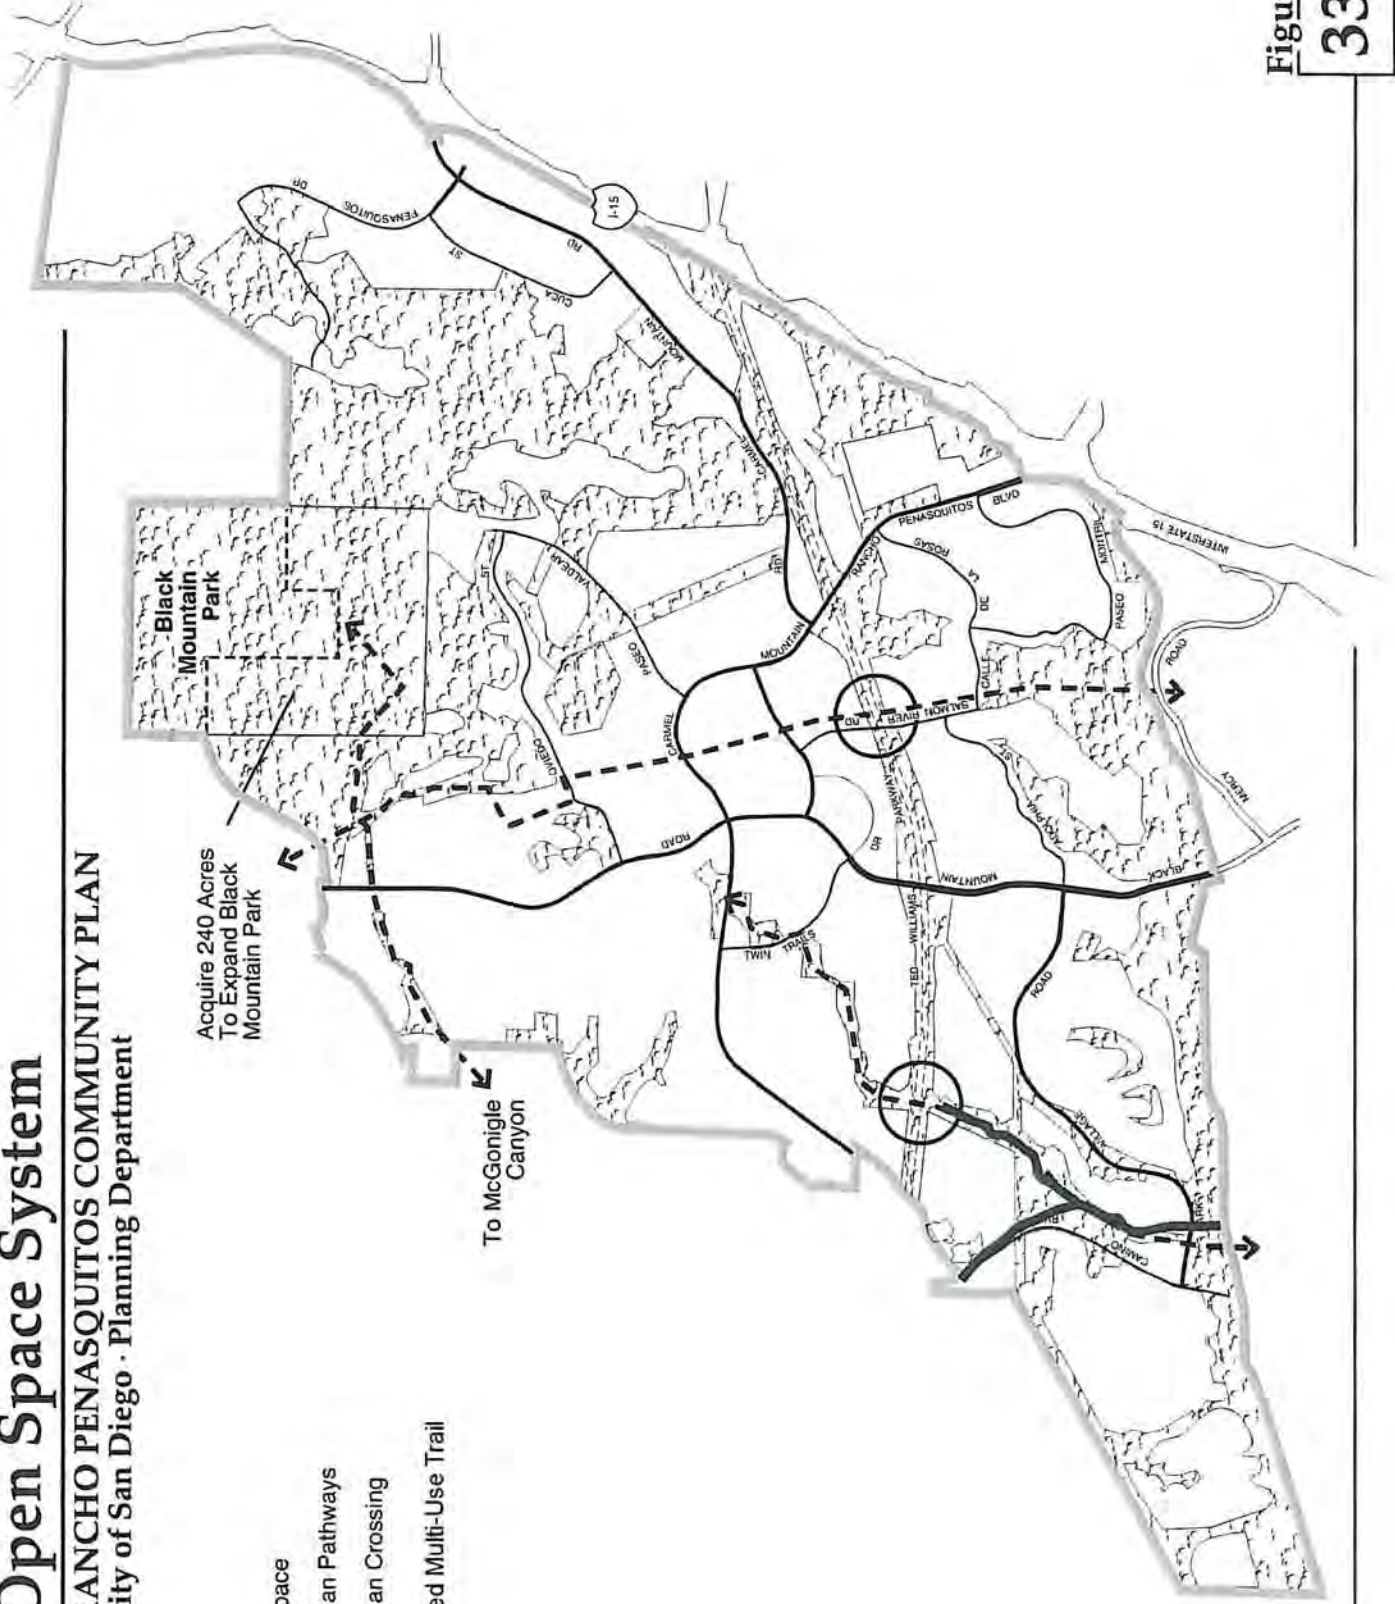 Open Space System
ANCHO PENASQUITOS COMMUNITY PLAN
ity of San Diego · Planning Department
pace
an Pathways
an Crossing
ed Multi-Use Trail
Acquire 240 Acres
To Expand Black
Mountain Park
Black
Mountain
Park
To McGonigle
Canyon
PENASQUITOS
DR
I-15
CUCA
ST
CARMEL
MOUNTAIN
RD
OVIEDO
ST
PASEO
VALDEAR
CARMEL
MOUNTAIN
RD
ROAD
RANCHO
PENASQUITOS
BLVD
ROSAS
LA
DE
CALLE
PASEO
MONTRIL
INTERSTATE 15
SALMON RIVER
RD
TWIN
TRAILS
DR
TED
WILLIAMS
PARKWAY
BLACK
MOUNTAIN
ADOLPHIA
ST
ROAD
MERCY
ROAD
VILLAGE
CAMINO
Figu
33